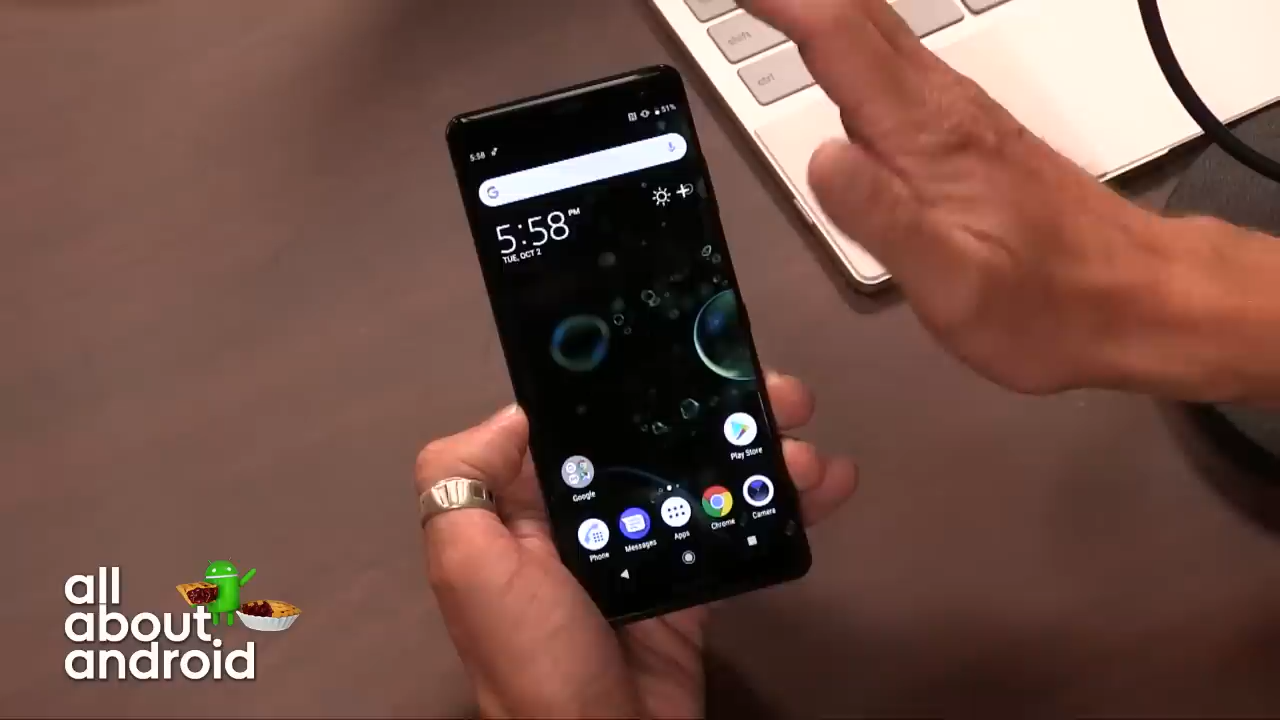 shift
ctrl
5:58
51%
G
5:58 PM
TUE, OCT 2
Play Store
Google
Phone
Messages
Apps
Chrome
Camera
all
about
android